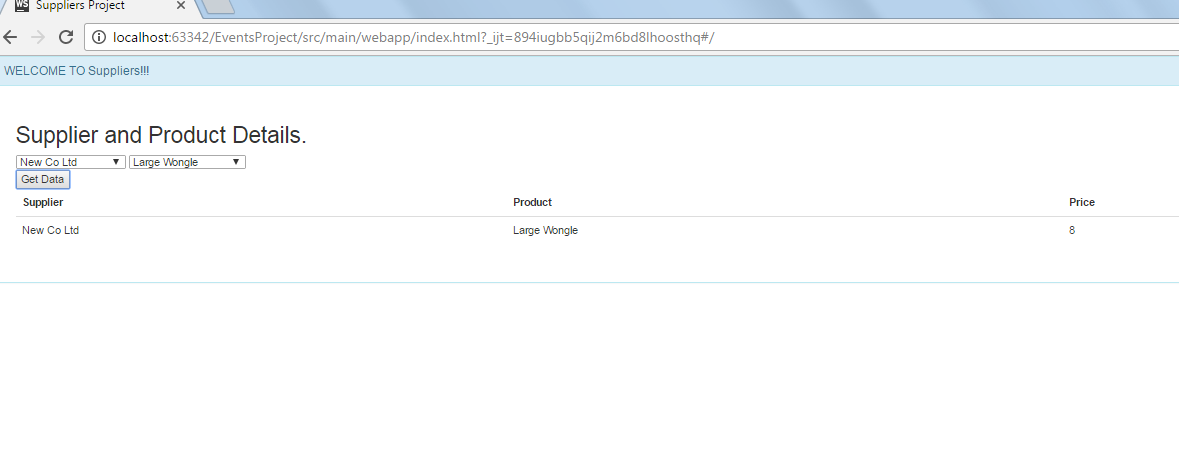 WS Suppliers Project
localhost:63342/EventsProject/src/main/webapp/index.html?_ijt=894iugbb5qij2m6bd8lhoosthq#/
WELCOME TO Suppliers!!!
Supplier and Product Details.
New Co Ltd Large Wongle
Get Data
Supplier Product Price
New Co Ltd Large Wongle 8